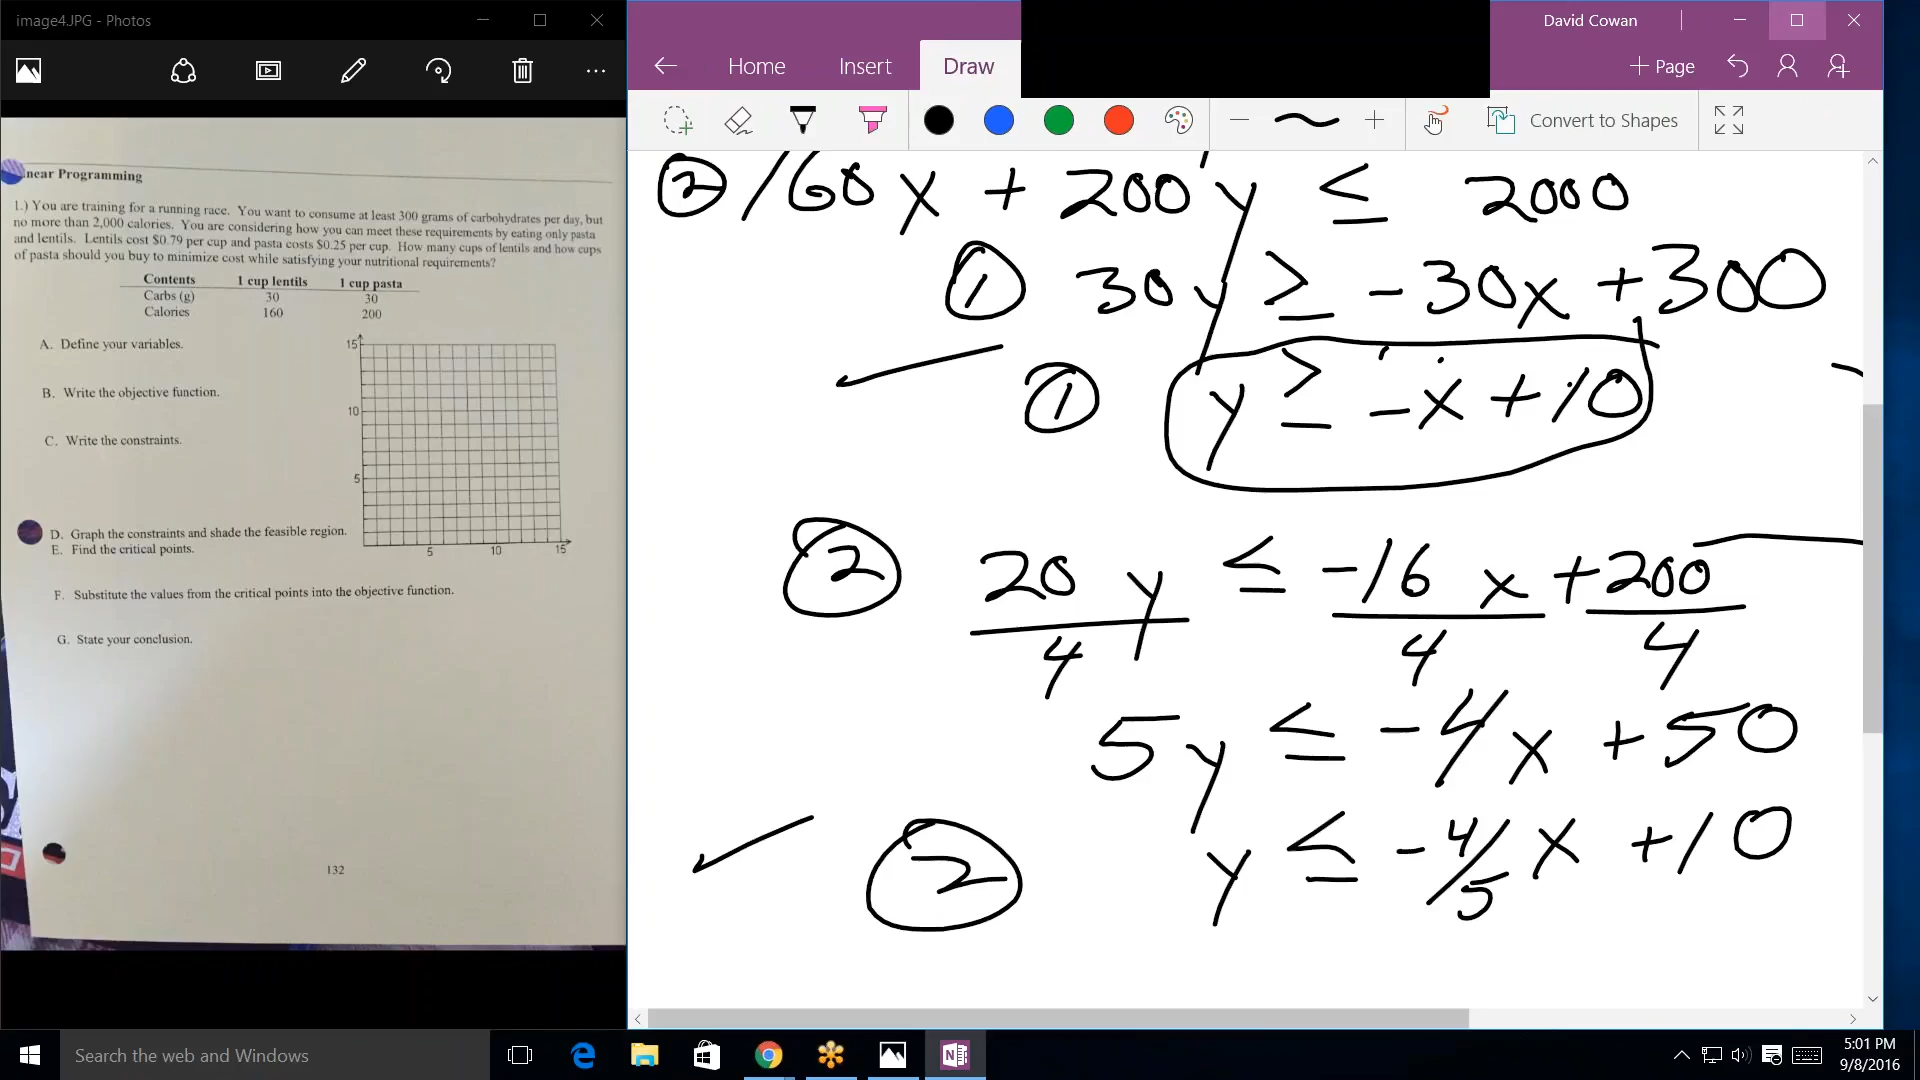 image4.JPG - Photos
near Programming
1.) You are training for a running race. You want to consume at least 300 grams of carbohydrates per day, but
no more than 2,000 calories. You are considering how you can meet these requirements by eating only pasta
and lentils. Lentils cost $0.79 per cup and pasta costs $0.25 per cup. How many cups of lentils and how cups
of pasta should you buy to minimize cost while satisfying your nutritional requirements?
Contents 1 cup lentils 1 cup pasta
Carbs (g) 30 30
Calories 160 200
A. Define your variables.
B. Write the objective function.
C. Write the constraints.
15
10
5
5 10 15
D. Graph the constraints and shade the feasible region.
E. Find the critical points.
F. Substitute the values from the critical points into the objective function.
G. State your conclusion.
132
David Cowan
Home Insert Draw
+ Page
Convert to Shapes
② 160x + 200y ≤ 2000
① 30y ≥ -30x + 300
① y ≥ -x + 10
② 20y ≤ -16x + 200
4 4 4
5y ≤ -4x + 50
② y ≤ -4/5x + 10
Search the web and Windows
5:01 PM
9/8/2016